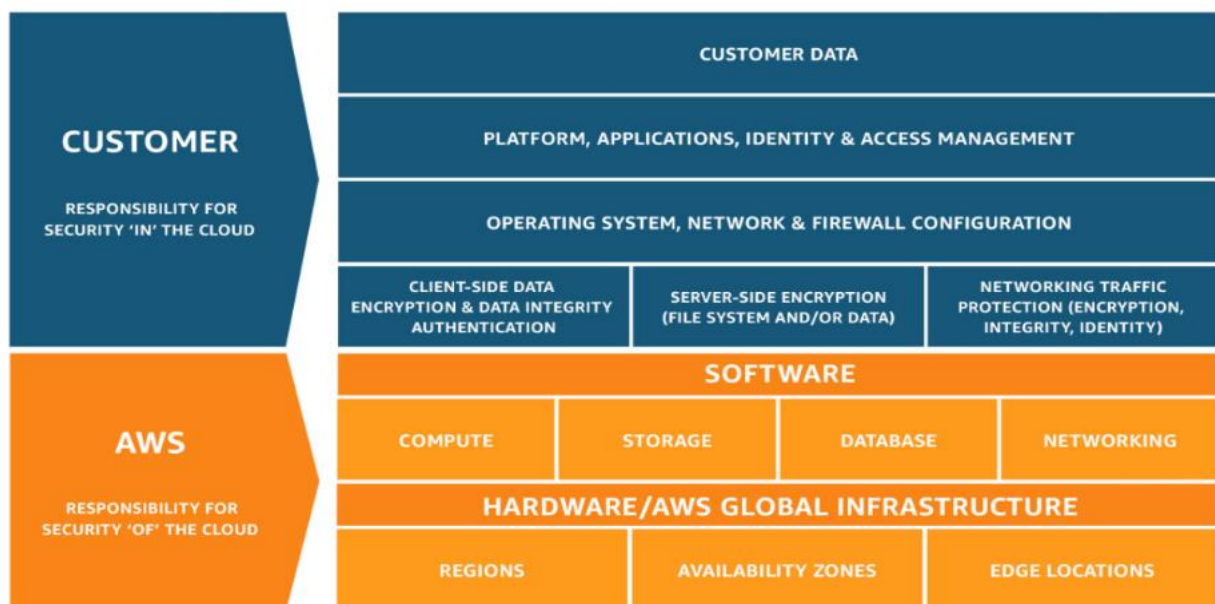 CUSTOMER
RESPONSIBILITY FOR
SECURITY ‘IN’ THE CLOUD
CUSTOMER DATA
PLATFORM, APPLICATIONS, IDENTITY & ACCESS MANAGEMENT
OPERATING SYSTEM, NETWORK & FIREWALL CONFIGURATION
CLIENT-SIDE DATA
ENCRYPTION & DATA INTEGRITY
AUTHENTICATION
SERVER-SIDE ENCRYPTION
(FILE SYSTEM AND/OR DATA)
NETWORKING TRAFFIC
PROTECTION (ENCRYPTION,
INTEGRITY, IDENTITY)
AWS
RESPONSIBILITY FOR
SECURITY ‘OF’ THE CLOUD
SOFTWARE
COMPUTE
STORAGE
DATABASE
NETWORKING
HARDWARE/AWS GLOBAL INFRASTRUCTURE
REGIONS
AVAILABILITY ZONES
EDGE LOCATIONS